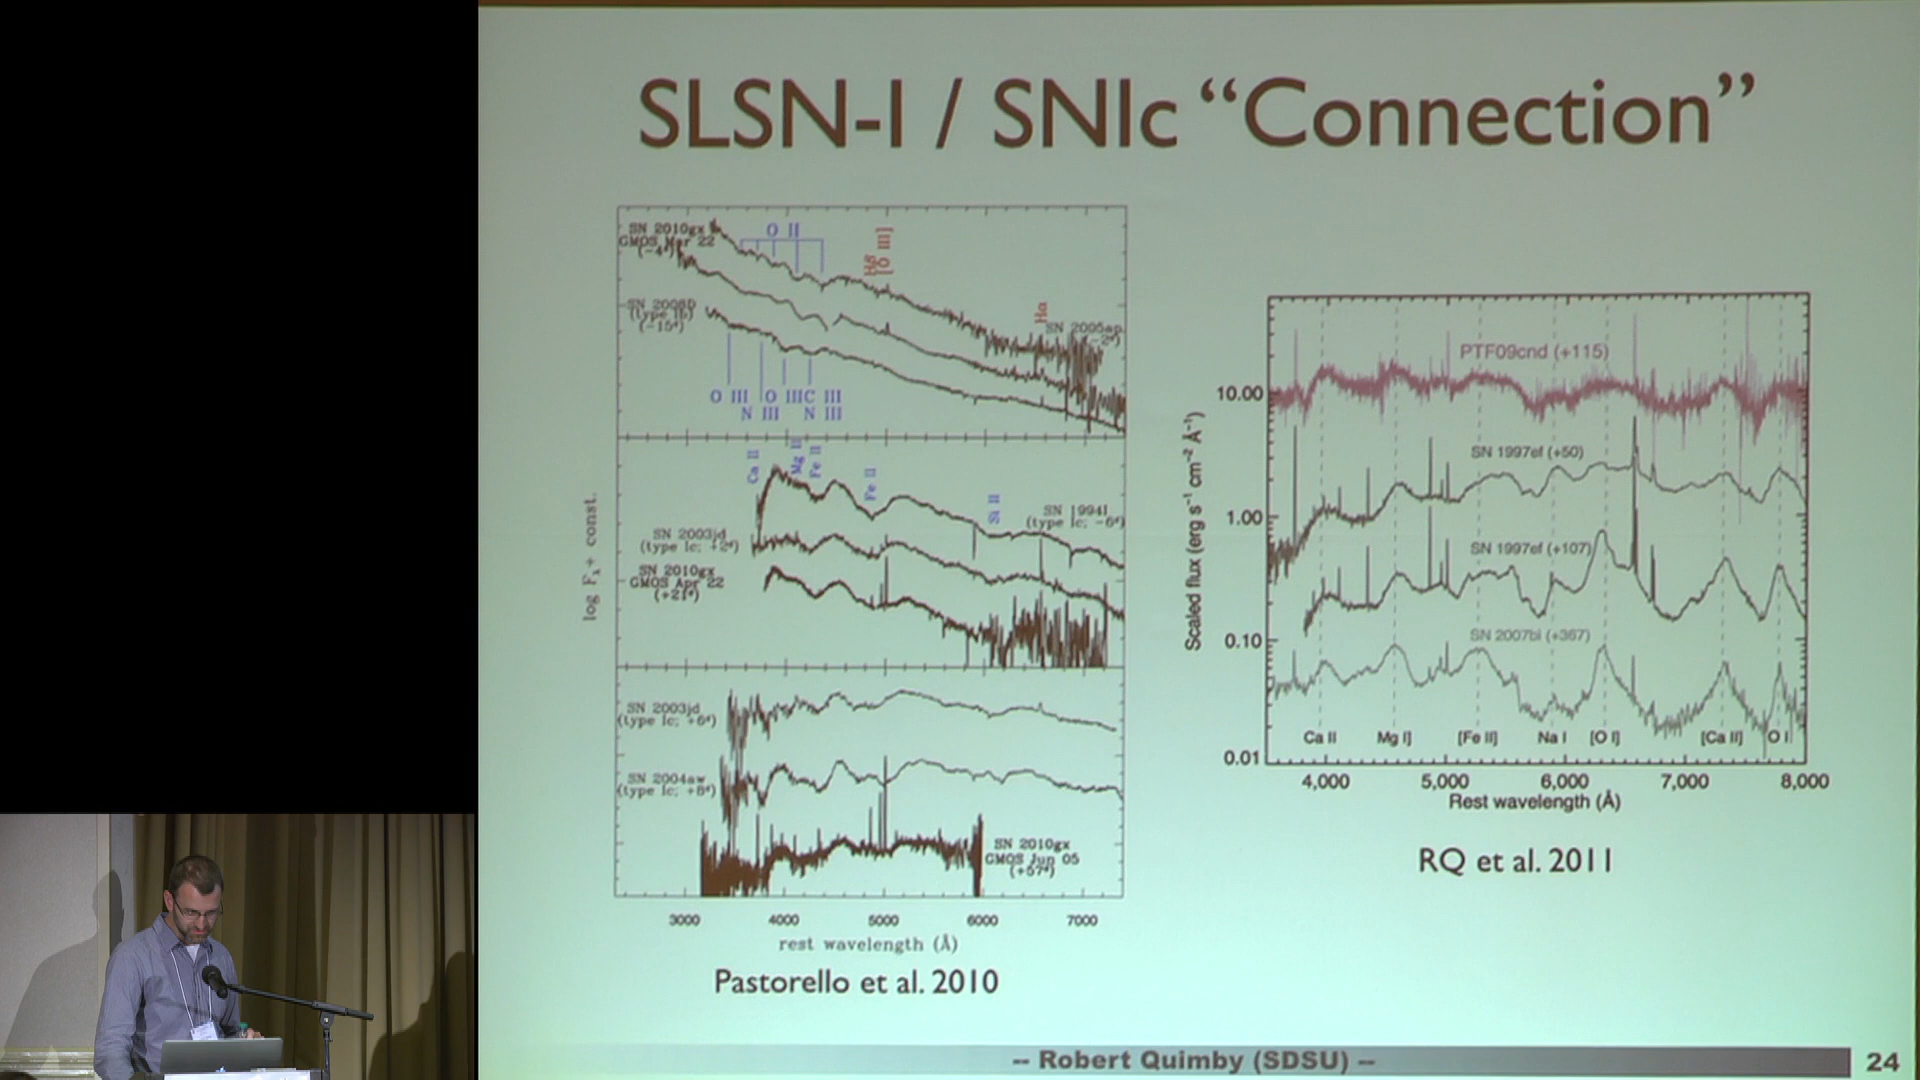 SLSN-I / SNIc “Connection”
SN 2010gx
GMOS Mar 22
(-4ᵈ)
O II
Hβ
[O III]
Hα
SN 2008D
(type Ib)
(-15ᵈ)
SN 2005ap
(-2ᵈ)
O III
O III
C III
N III
N III
Ca II
Mg II
Fe II
Fe II
Si II
SN 1994I
(type Ic; -6ᵈ)
SN 2003jd
(type Ic; +2ᵈ)
SN 2010gx
GMOS Apr 22
(+21ᵈ)
log Fλ + const.
SN 2003jd
(type Ic; +6ᵈ)
SN 2004aw
(type Ic; +8ᵈ)
SN 2010gx
GMOS Jun 05
(+57ᵈ)
3000 4000 5000 6000 7000
rest wavelength (Å)
Pastorello et al. 2010
PTF09cnd (+115)
10.00
SN 1997ef (+50)
1.00
SN 1997ef (+107)
0.10
SN 2007bi (+367)
Scaled flux (erg s⁻¹ cm⁻² Å⁻¹)
Ca II Mg I] [Fe II] Na I [O I] [Ca II] O I
0.01
4,000 5,000 6,000 7,000 8,000
Rest wavelength (Å)
RQ et al. 2011
-- Robert Quimby (SDSU) --
24